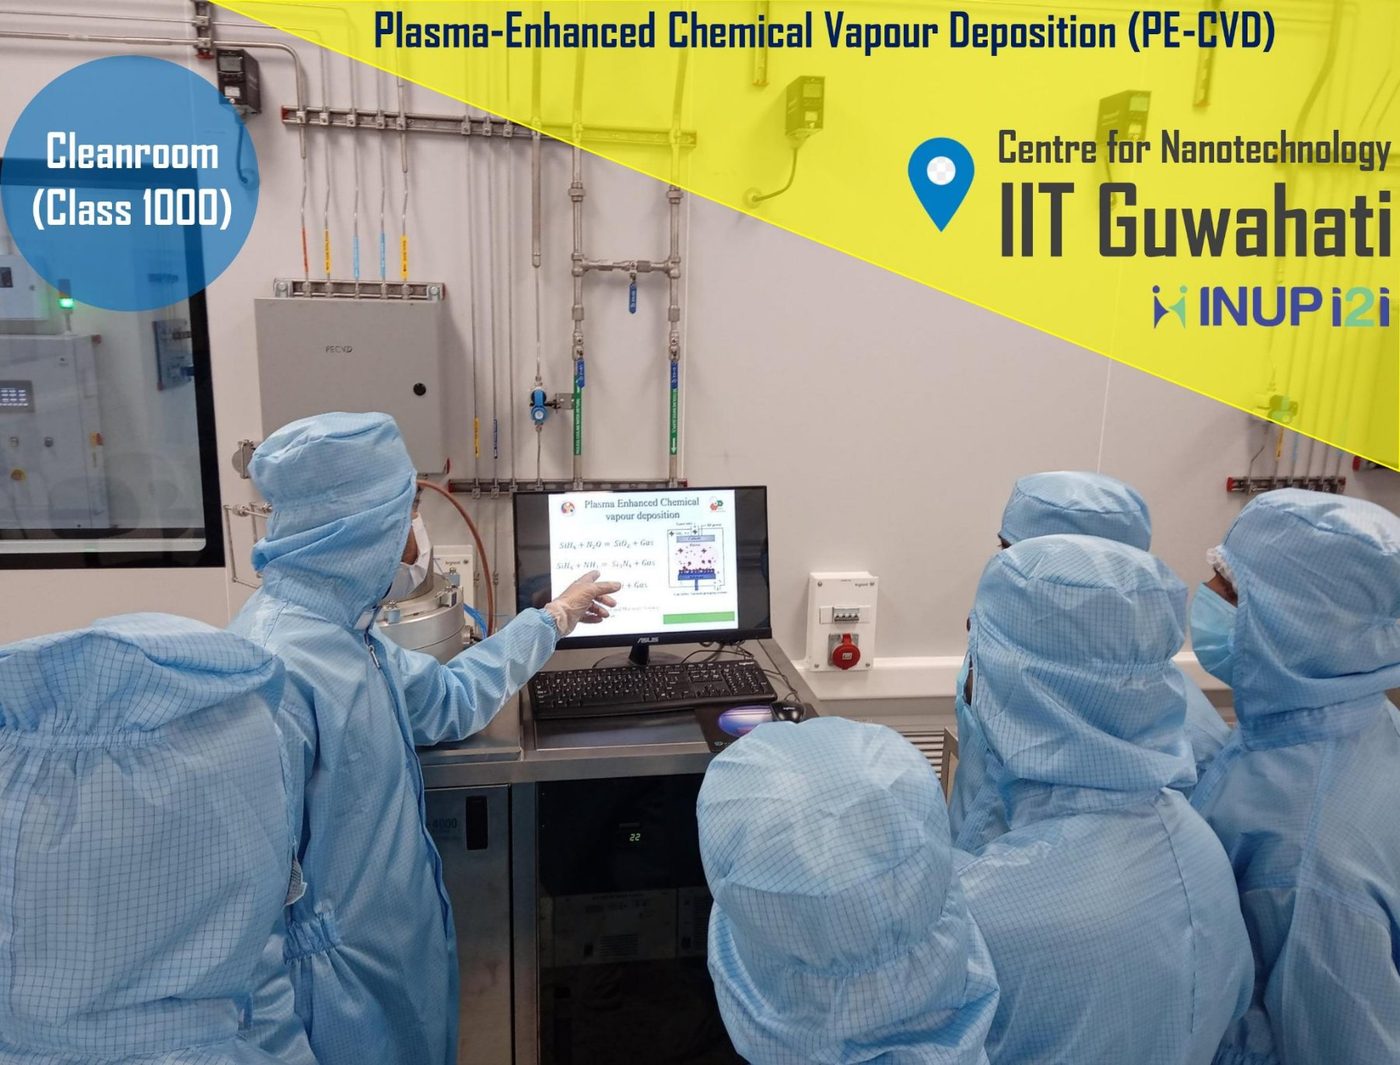 Plasma-Enhanced Chemical Vapour Deposition (PE-CVD)
Cleanroom
(Class 1000)
Centre for Nanotechnology
IIT Guwahati
INUP i2i
PECVD
Plasma Enhanced Chemical
vapour deposition
SiH₄ + N₂O = SiO₂ + Gas
SiH₄ + NH₃ = Si₃N₄ + Gas
+ Gas
ASUS
22